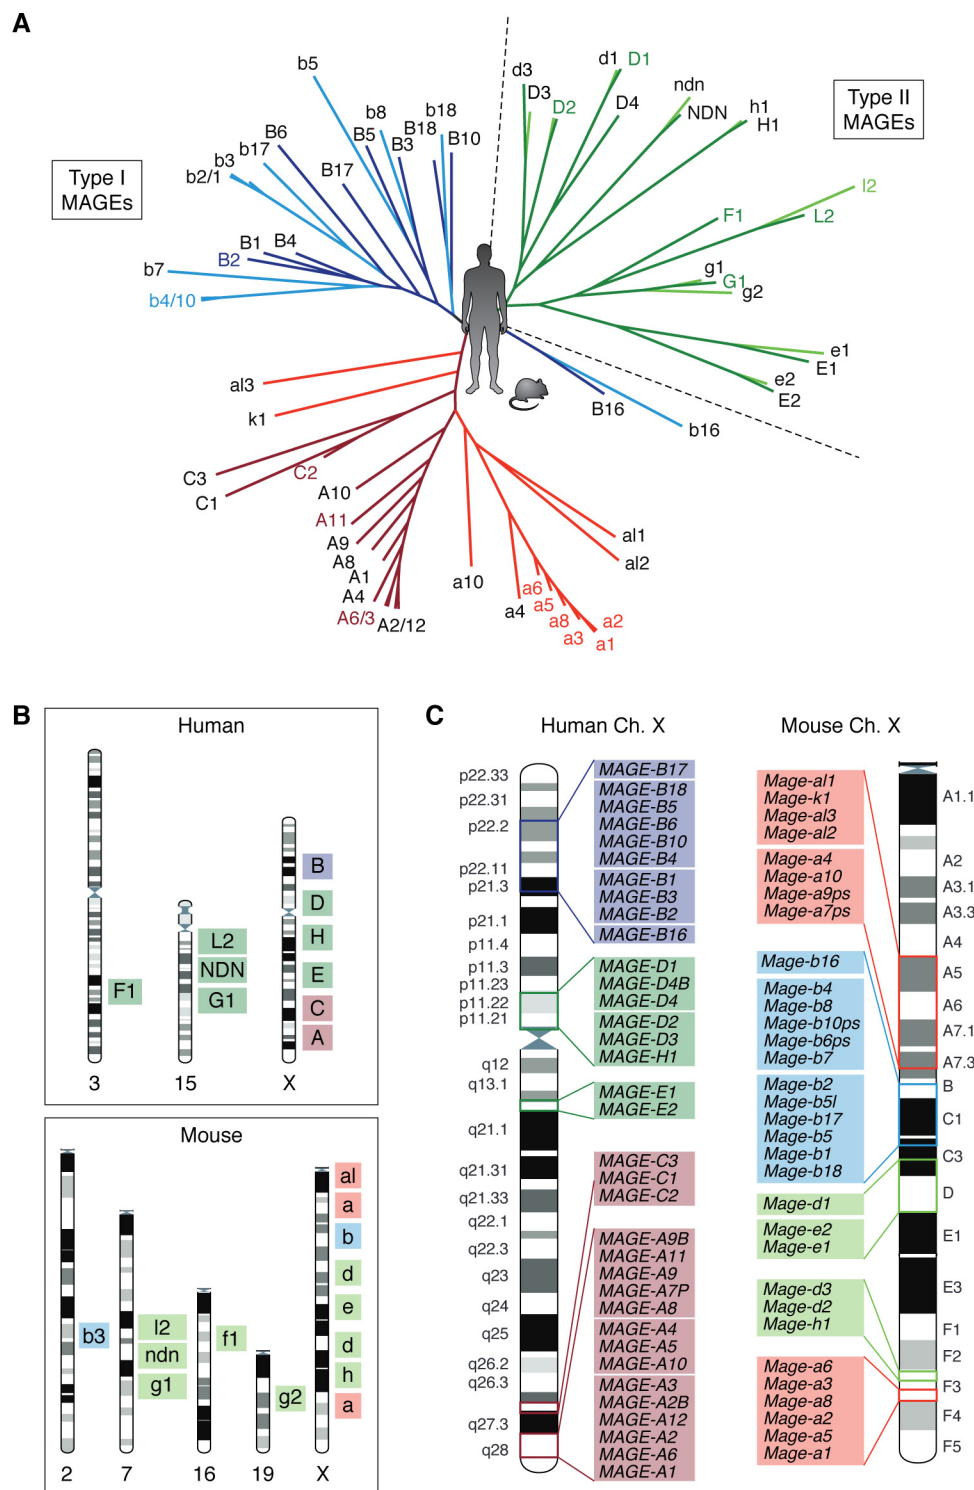 A
Type I
MAGEs
Type II
MAGEs
b5
B6
b17
b3
b2/1
B17
b8
B5
B3
B18
b18
B10
B1
B4
B2
b7
b4/10
d3
D3
D2
d1
D1
D4
ndn
NDN
h1
H1
l2
L2
F1
g1
G1
g2
e1
E1
e2
E2
B16
b16
al3
k1
C3
C1
C2
A10
A11
A9
A8
A1
A4
A6/3
A2/12
a10
a4
a6
a5
a8
a3
a2
a1
al1
al2
B
Human
F1
L2
NDN
G1
B
D
H
E
C
A
3
15
X
Mouse
b3
l2
ndn
g1
f1
g2
al
a
b
d
e
d
h
a
2
7
16
19
X
C
Human Ch. X
p22.33
p22.31
p22.2
p22.11
p21.3
p21.1
p11.4
p11.3
p11.23
p11.22
p11.21
q12
q13.1
q21.1
q21.31
q21.33
q22.1
q22.3
q23
q24
q25
q26.2
q26.3
q27.3
q28
MAGE-B17
MAGE-B18
MAGE-B5
MAGE-B6
MAGE-B10
MAGE-B4
MAGE-B1
MAGE-B3
MAGE-B2
MAGE-B16
MAGE-D1
MAGE-D4B
MAGE-D4
MAGE-D2
MAGE-D3
MAGE-H1
MAGE-E1
MAGE-E2
MAGE-C3
MAGE-C1
MAGE-C2
MAGE-A9B
MAGE-A11
MAGE-A9
MAGE-A7P
MAGE-A8
MAGE-A4
MAGE-A5
MAGE-A10
MAGE-A3
MAGE-A2B
MAGE-A12
MAGE-A2
MAGE-A6
MAGE-A1
Mouse Ch. X
Mage-al1
Mage-k1
Mage-al3
Mage-al2
Mage-a4
Mage-a10
Mage-a9ps
Mage-a7ps
Mage-b16
Mage-b4
Mage-b8
Mage-b10ps
Mage-b6ps
Mage-b7
Mage-b2
Mage-b5l
Mage-b17
Mage-b5
Mage-b1
Mage-b18
Mage-d1
Mage-e2
Mage-e1
Mage-d3
Mage-d2
Mage-h1
Mage-a6
Mage-a3
Mage-a8
Mage-a2
Mage-a5
Mage-a1
A1.1
A2
A3.1
A3.3
A4
A5
A6
A7.1
A7.3
B
C1
C3
D
E1
E3
F1
F2
F3
F4
F5